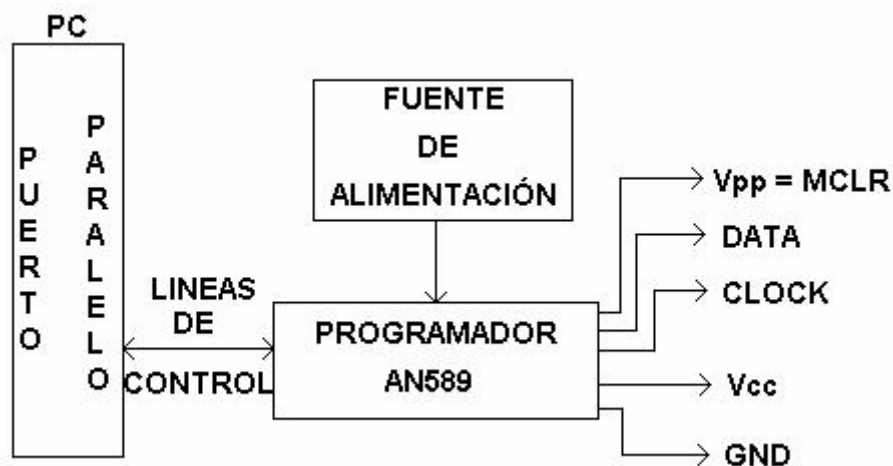 PC
PUERTO
PARALELO
FUENTE
DE
ALIMENTACIÓN
LINEAS
DE
CONTROL
PROGRAMADOR
AN589
Vpp = MCLR
DATA
CLOCK
Vcc
GND